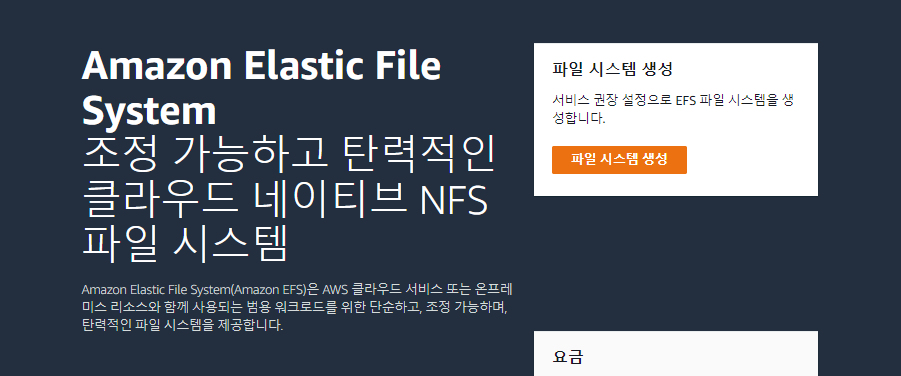 Amazon Elastic File
System
조정 가능하고 탄력적인
클라우드 네이티브 NFS
파일 시스템
Amazon Elastic File System(Amazon EFS)은 AWS 클라우드 서비스 또는 온프레
미스 리소스와 함께 사용되는 범용 워크로드를 위한 단순하고, 조정 가능하며,
탄력적인 파일 시스템을 제공합니다.
파일 시스템 생성
서비스 권장 설정으로 EFS 파일 시스템을 생
성합니다.
파일 시스템 생성
요금